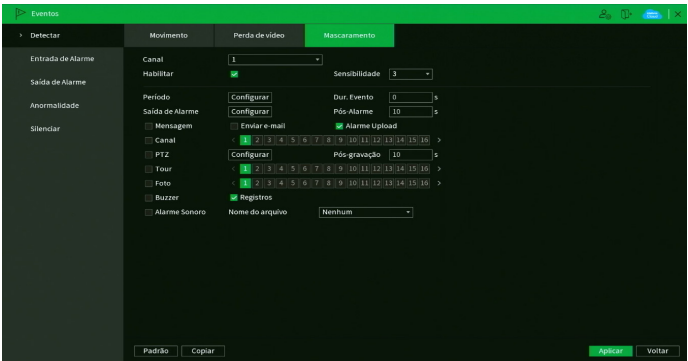 Eventos
> Detectar
Entrada de Alarme
Saída de Alarme
Anormalidade
Silenciar
Movimento Perda de vídeo Mascaramento
Canal 1
Habilitar Sensibilidade 3
Período Configurar Dur. Evento 0 s
Saída de Alarme Configurar Pós-Alarme 10 s
Mensagem Enviar e-mail Alarme Upload
Canal < 1 2 3 4 5 6 7 8 9 10 11 12 13 14 15 16 >
PTZ Configurar Pós-gravação 10 s
Tour < 1 2 3 4 5 6 7 8 9 10 11 12 13 14 15 16 >
Foto < 1 2 3 4 5 6 7 8 9 10 11 12 13 14 15 16 >
Buzzer Registros
Alarme Sonoro Nome do arquivo Nenhum
Padrão Copiar Aplicar Voltar